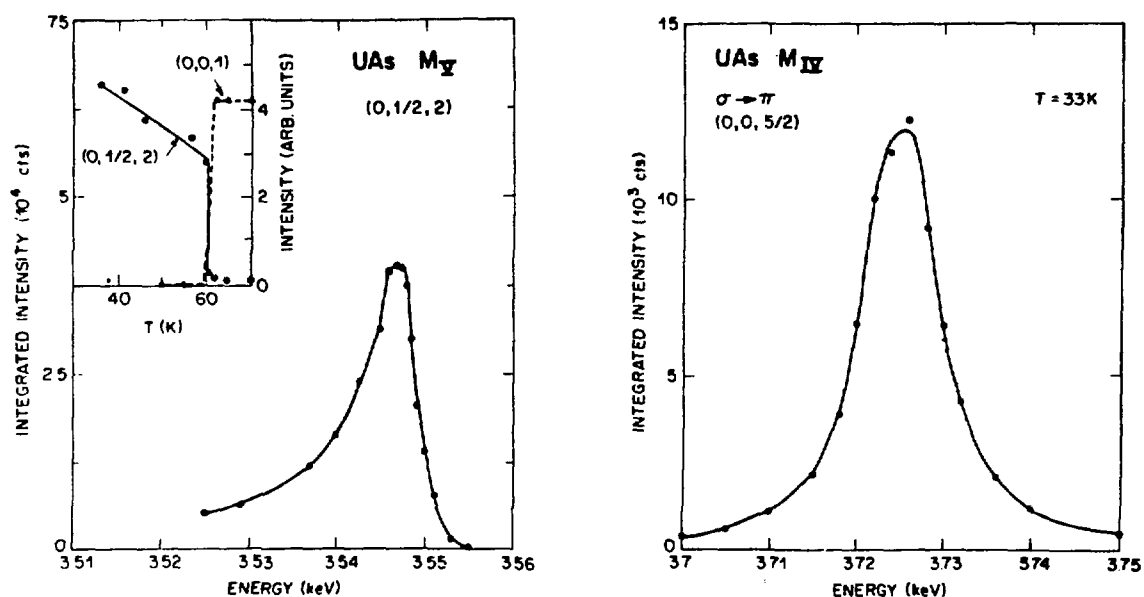 UAs M_V
(0,1/2,2)
INTEGRATED INTENSITY (10⁴ cts)
75
5
2.5
0
3.51
3.52
3.53
3.54
3.55
3.56
ENERGY (keV)
(0,0,1)
(0,1/2,2)
INTENSITY (ARB. UNITS)
4
2
0
40
60
T (K)
UAs M_IV
σ → π
(0,0,5/2)
T = 33K
INTEGRATED INTENSITY (10³ cts)
15
10
5
0
3.7
3.71
3.72
3.73
3.74
3.75
ENERGY (keV)